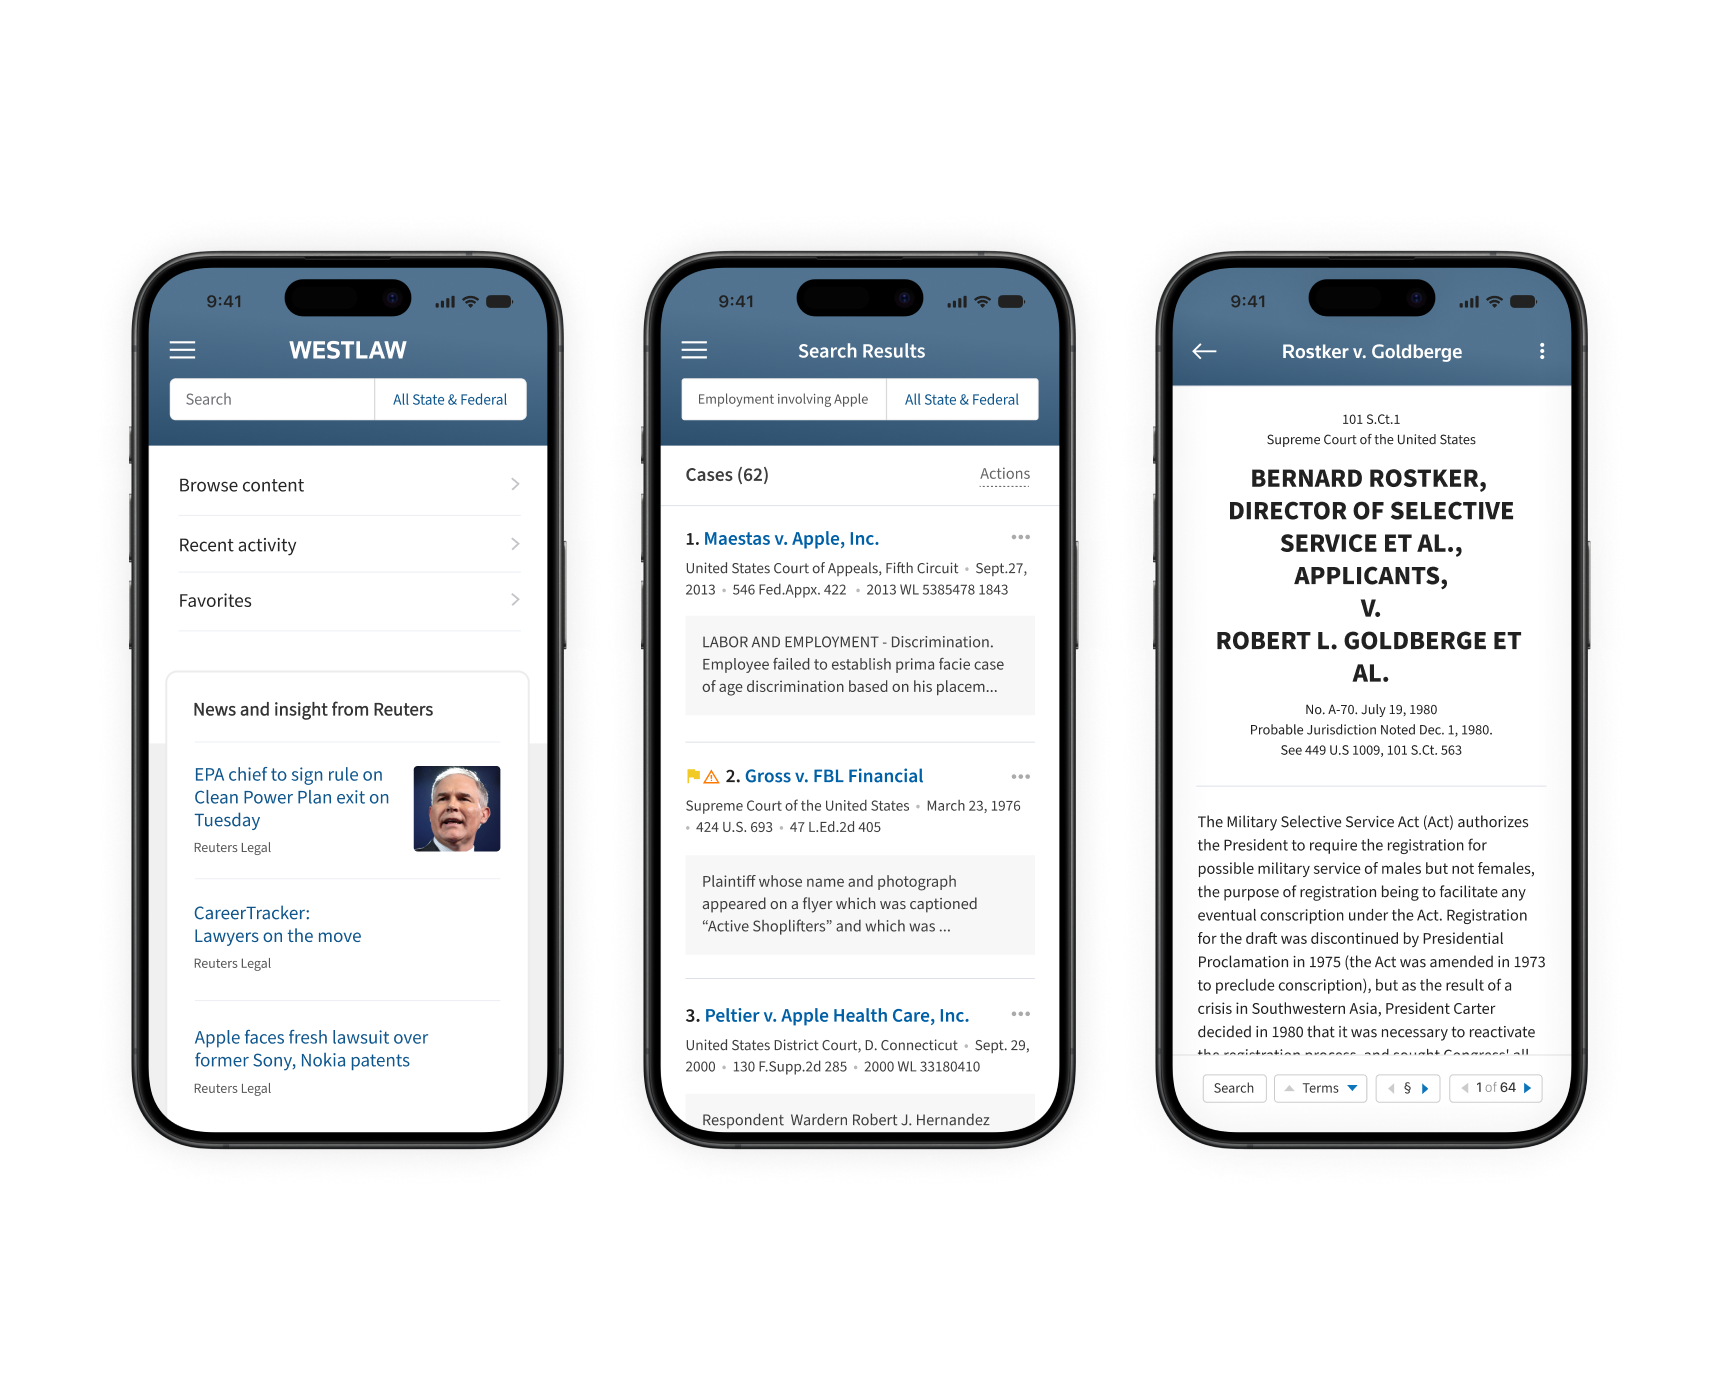 9:41
WESTLAW
Search
All State & Federal
Browse content
Recent activity
Favorites
News and insight from Reuters
EPA chief to sign rule on
Clean Power Plan exit on
Tuesday
Reuters Legal
CareerTracker:
Lawyers on the move
Reuters Legal
Apple faces fresh lawsuit over
former Sony, Nokia patents
Reuters Legal
9:41
Search Results
Employment involving Apple
All State & Federal
Cases (62)
Actions
1. Maestas v. Apple, Inc.
United States Court of Appeals, Fifth Circuit • Sept.27,
2013 • 546 Fed.Appx. 422 • 2013 WL 5385478 1843
LABOR AND EMPLOYMENT - Discrimination.
Employee failed to establish prima facie case
of age discrimination based on his placem...
2. Gross v. FBL Financial
Supreme Court of the United States • March 23, 1976
• 424 U.S. 693 • 47 L.Ed.2d 405
Plaintiff whose name and photograph
appeared on a flyer which was captioned
“Active Shoplifters” and which was ...
3. Peltier v. Apple Health Care, Inc.
United States District Court, D. Connecticut • Sept. 29,
2000 • 130 F.Supp.2d 285 • 2000 WL 33180410
Respondent Wardern Robert J. Hernandez
9:41
Rostker v. Goldberge
101 S.Ct.1
Supreme Court of the United States
BERNARD ROSTKER,
DIRECTOR OF SELECTIVE
SERVICE ET AL.,
APPLICANTS,
V.
ROBERT L. GOLDBERGE ET
AL.
No. A-70. July 19, 1980
Probable Jurisdiction Noted Dec. 1, 1980.
See 449 U.S 1009, 101 S.Ct. 563
The Military Selective Service Act (Act) authorizes
the President to require the registration for
possible military service of males but not females,
the purpose of registration being to facilitate any
eventual conscription under the Act. Registration
for the draft was discontinued by Presidential
Proclamation in 1975 (the Act was amended in 1973
to preclude conscription), but as the result of a
crisis in Southwestern Asia, President Carter
decided in 1980 that it was necessary to reactivate
the registration process, and sought Congress' all
Search
Terms
§
1 of 64